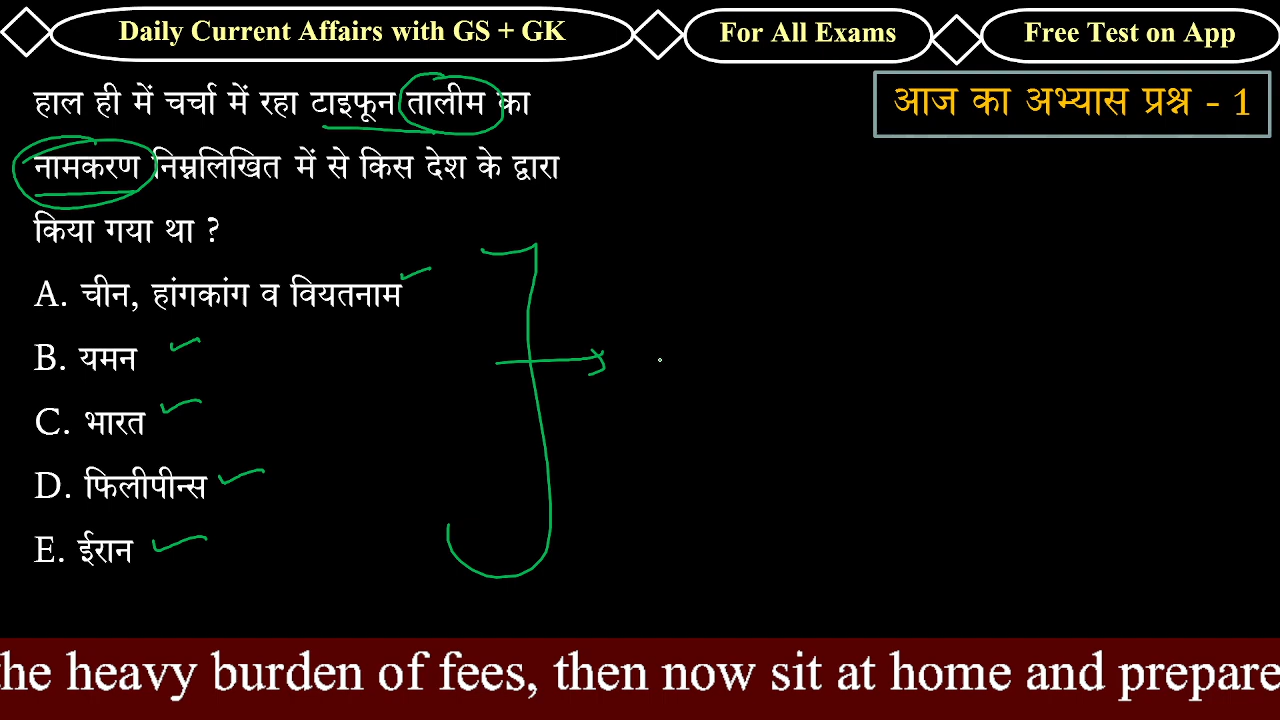 Daily Current Affairs with GS + GK
For All Exams
Free Test on App
आज का अभ्यास प्रश्न - 1
हाल ही में चर्चा में रहा टाइफून तालीम का
नामकरण निम्नलिखित में से किस देश के द्वारा
किया गया था ?
A. चीन, हांगकांग व वियतनाम
B. यमन
C. भारत
D. फिलीपीन्स
E. ईरान
he heavy burden of fees, then now sit at home and prepare